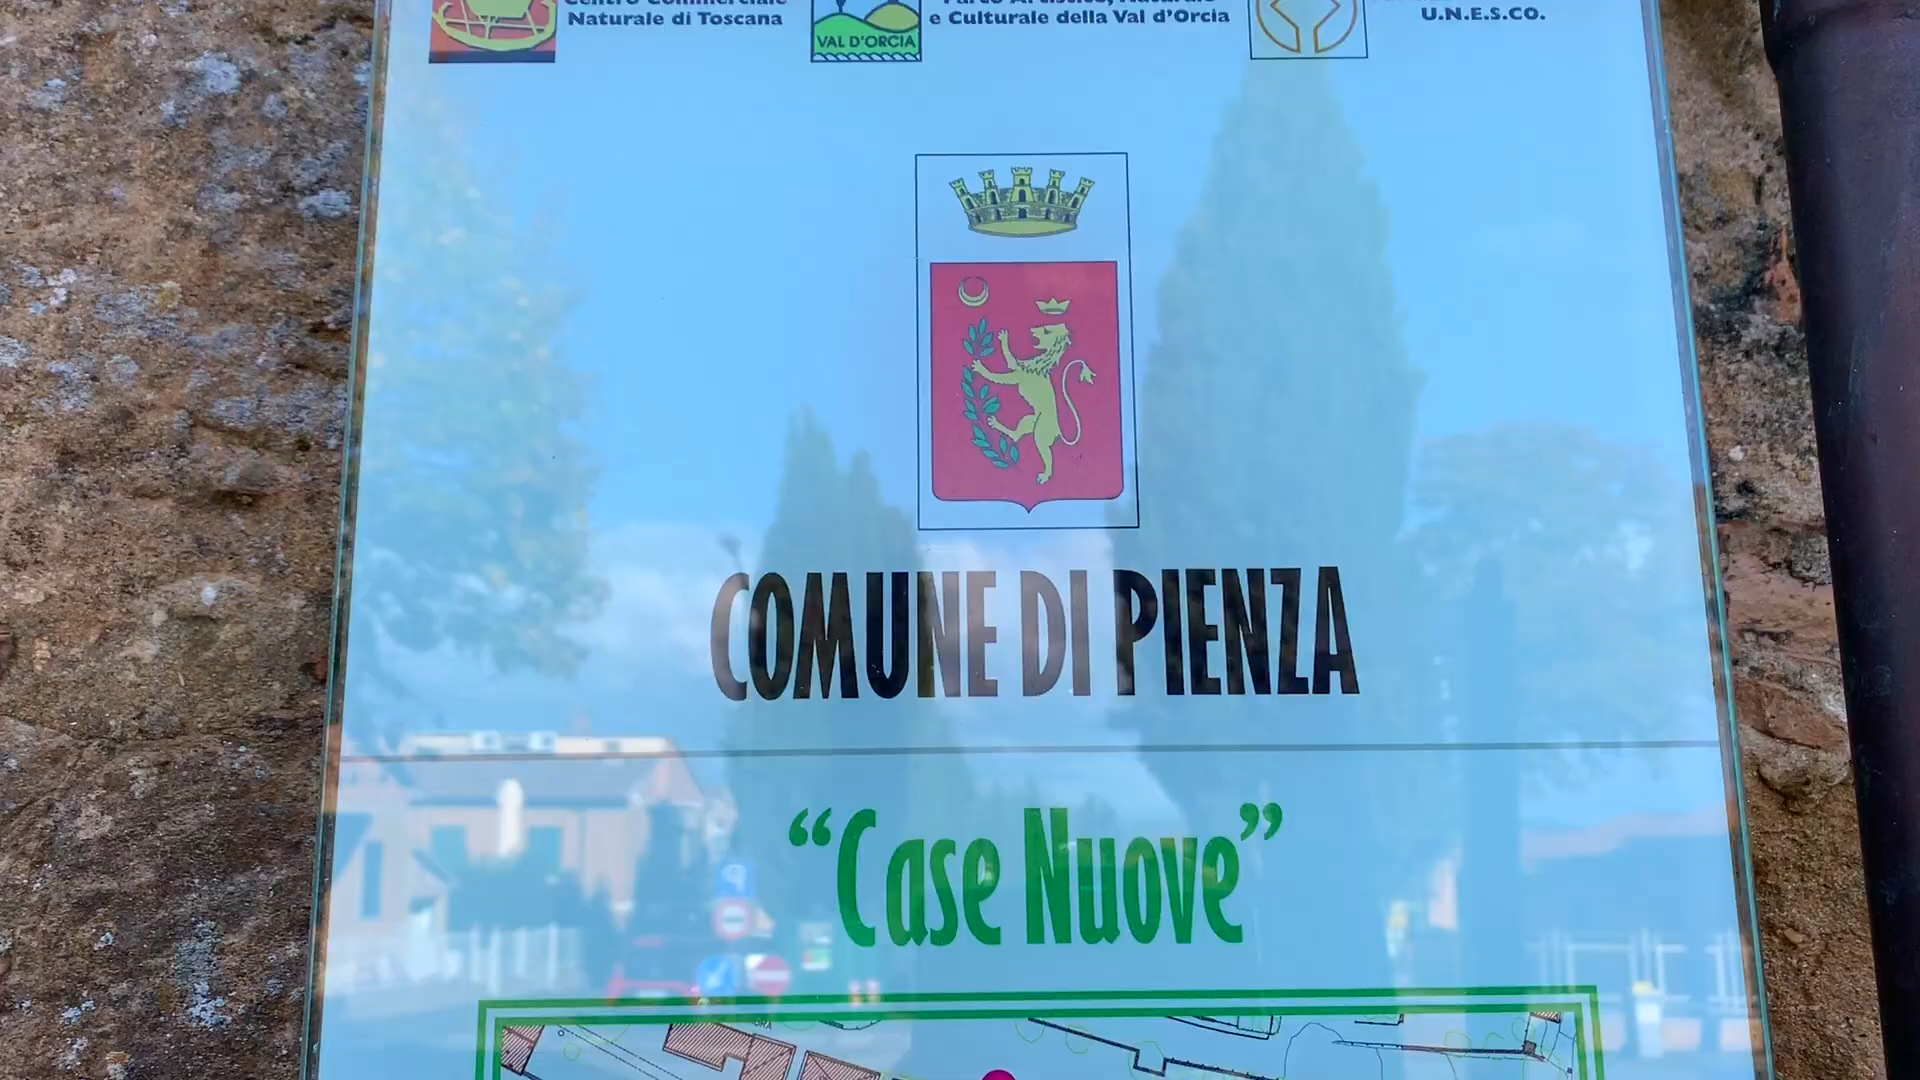 Naturale di Toscana
e Culturale della Val d'Orcia
U.N.E.S.CO.
VAL D'ORCIA
COMUNE DI PIENZA
“Case Nuove”